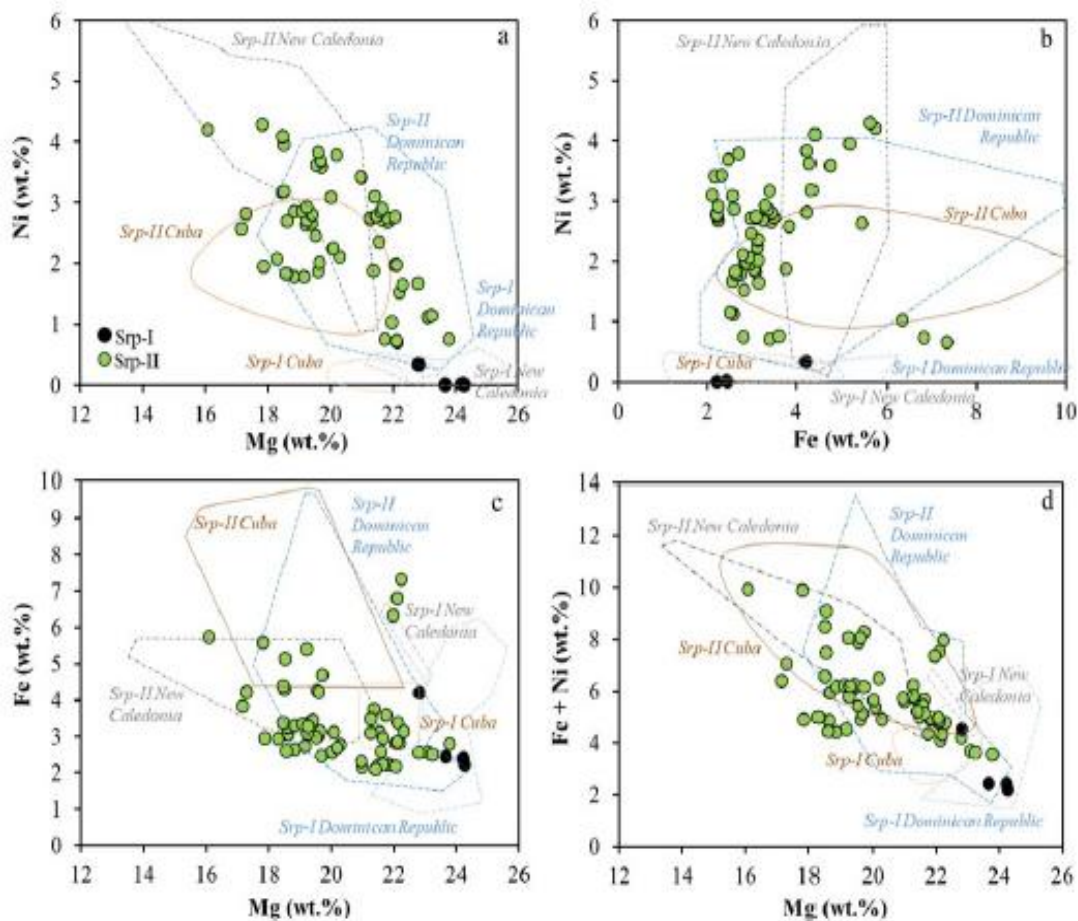 a
Srp-II New Caledonia
Srp-II
Dominican
Republic
Srp-II Cuba
Srp-I
Dominican
Republic
Srp-I Cuba
Srp-I New
Caledonia
Srp-I
Srp-II
Ni (wt.%)
6
5
4
3
2
1
0
12 14 16 18 20 22 24 26
Mg (wt.%)
b
Srp-II New Caledonia
Srp-II Dominican
Republic
Srp-II Cuba
Srp-I Cuba
Srp-I Dominican Republic
Srp-I New Caledonia
Ni (wt.%)
6
5
4
3
2
1
0
0 2 4 6 8 10
Fe (wt.%)
c
Srp-II Cuba
Srp-II
Dominican
Republic
Srp-I New
Caledonia
Srp-II New
Caledonia
Srp-I Cuba
Srp-I Dominican Republic
Fe (wt.%)
10
9
8
7
6
5
4
3
2
1
0
12 14 16 18 20 22 24 26
Mg (wt.%)
d
Srp-II New Caledonia
Srp-II
Dominican
Republic
Srp-II Cuba
Srp-I New
Caledonia
Srp-I Cuba
Srp-I Dominican Republic
Fe + Ni (wt.%)
14
12
10
8
6
4
2
0
12 14 16 18 20 22 24 26
Mg (wt.%)